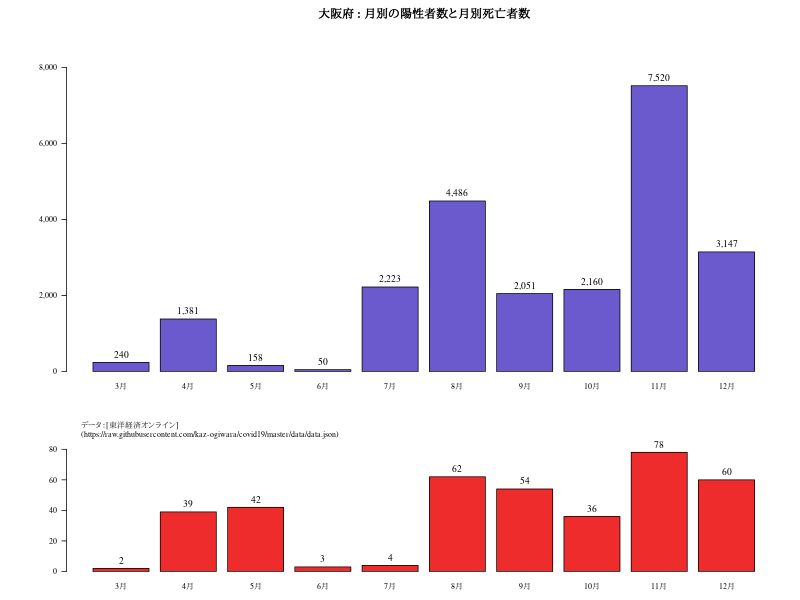 大阪府 : 月別の陽性者数と月別死亡者数
8,000
6,000
4,000
2,000
0
240
1,381
158
50
2,223
4,486
2,051
2,160
7,520
3,147
3月
4月
5月
6月
7月
8月
9月
10月
11月
12月
データ:[東洋経済オンライン]
(https://raw.githubusercontent.com/kaz-ogiwara/covid19/master/data/data.json)
80
60
40
20
0
2
39
42
3
4
62
54
36
78
60
3月
4月
5月
6月
7月
8月
9月
10月
11月
12月